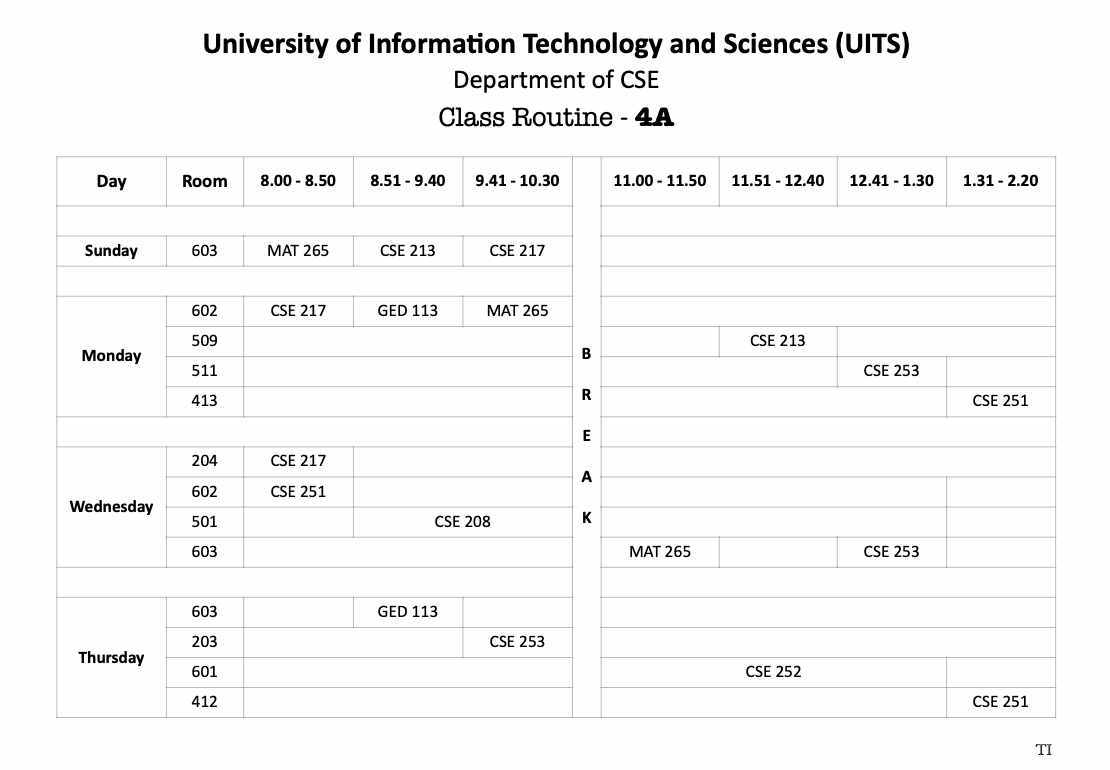 University of Information Technology and Sciences (UITS)
Department of CSE
Class Routine - 4A
Day Room 8.00 - 8.50 8.51 - 9.40 9.41 - 10.30 11.00 - 11.50 11.51 - 12.40 12.41 - 1.30 1.31 - 2.20
Sunday 603 MAT 265 CSE 213 CSE 217
Monday
602 CSE 217 GED 113 MAT 265
509 CSE 213
511 CSE 253
413 CSE 251
Wednesday
204 CSE 217
602 CSE 251
501 CSE 208
603 MAT 265 CSE 253
Thursday
603 GED 113
203 CSE 253
601 CSE 252
412 CSE 251
B
R
E
A
K
TI